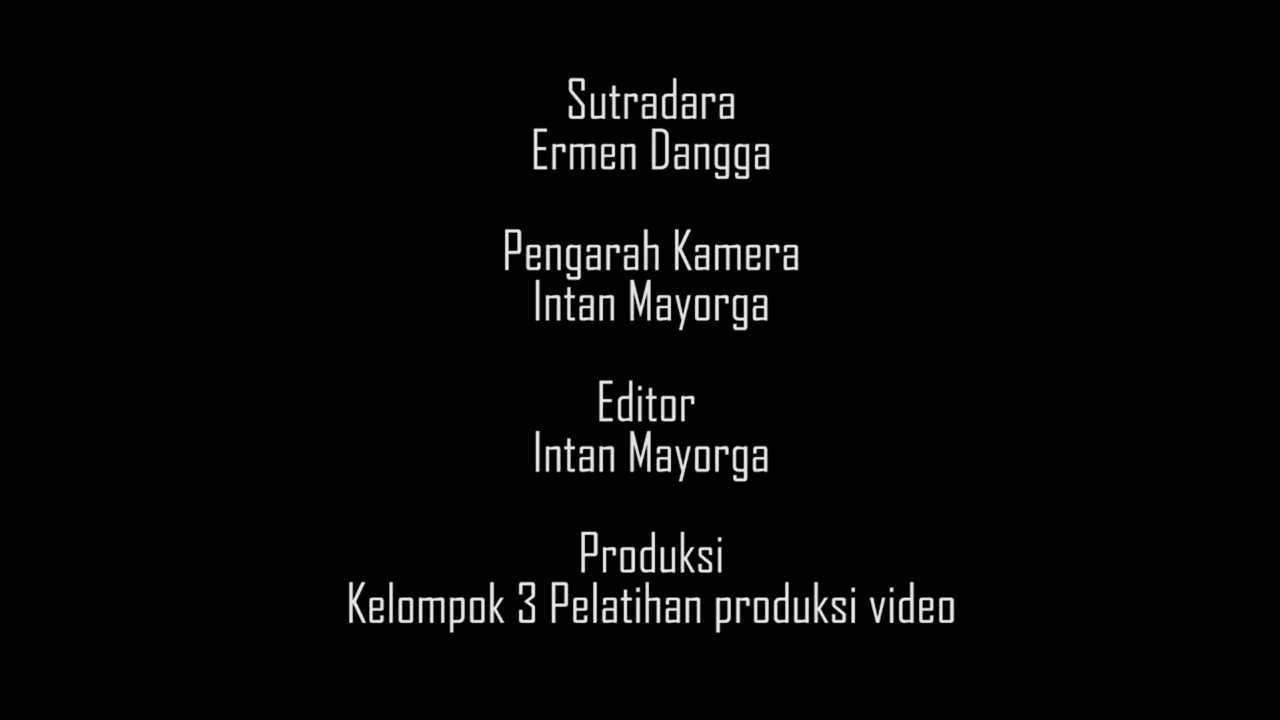 Sutradara
Ermen Dangga
Pengarah Kamera
Intan Mayorga
Editor
Intan Mayorga
Produksi
Kelompok 3 Pelatihan produksi video